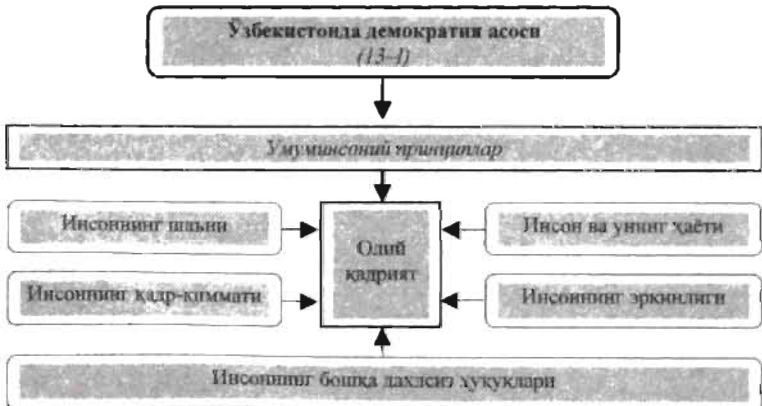 Ўзбекистонда демократия асоси
(13–I)
Умуминсоний принциплар
Инсоннинг шаъни
Олий
қадрият
Инсон ва унинг ҳаёти
Инсоннинг қадр-қиммати
Инсоннинг эркинлиги
Инсоннинг бошқа дахлсиз ҳуқуқлари